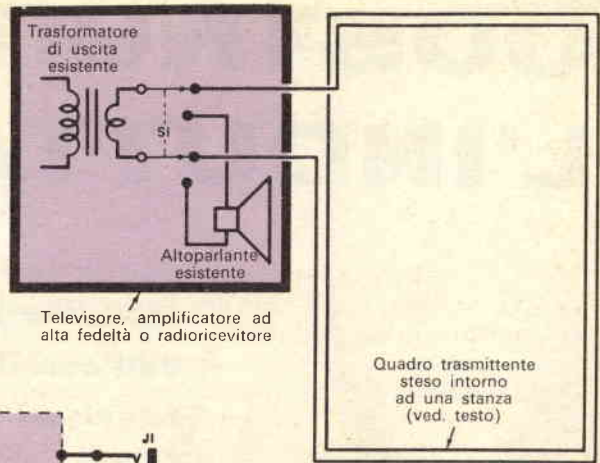 Trasformatore
di uscita
esistente
SI
Altoparlante
esistente
Televisore, amplificatore ad
alta fedeltà o radioricevitore
Quadro trasmittente
steso intorno
ad una stanza
(ved. testo)
JI